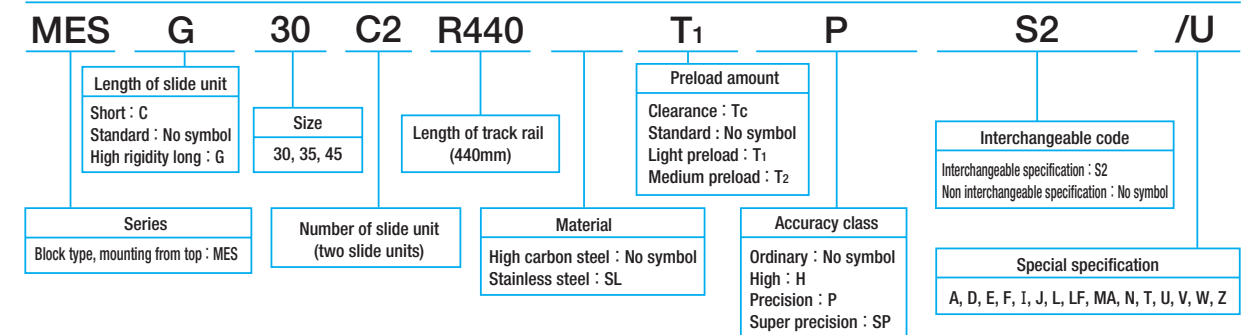 MES G 30 C2 R440 T1 P S2 /U
Length of slide unit
Short : C
Standard : No symbol
High rigidity long : G
Size
30, 35, 45
Length of track rail
(440mm)
Preload amount
Clearance : Tc
Standard : No symbol
Light preload : T1
Medium preload : T2
Interchangeable code
Interchangeable specification : S2
Non interchangeable specification : No symbol
Series
Block type, mounting from top : MES
Number of slide unit
(two slide units)
Material
High carbon steel : No symbol
Stainless steel : SL
Accuracy class
Ordinary : No symbol
High : H
Precision : P
Super precision : SP
Special specification
A, D, E, F, I, J, L, LF, MA, N, T, U, V, W, Z